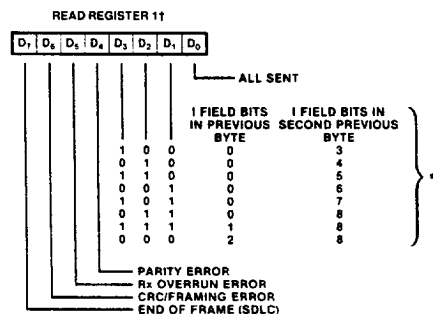 READ REGISTER 1†
D₇ D₆ D₅ D₄ D₃ D₂ D₁ D₀
ALL SENT
I FIELD BITS I FIELD BITS IN
IN PREVIOUS SECOND PREVIOUS
BYTE BYTE
1 0 0 0 3
0 1 0 0 4
1 1 0 0 5
0 0 1 0 6
1 0 1 0 7
0 1 1 0 8
1 1 1 1 8
0 0 0 2 8
PARITY ERROR
Rx OVERRUN ERROR
CRC/FRAMING ERROR
END OF FRAME (SDLC)